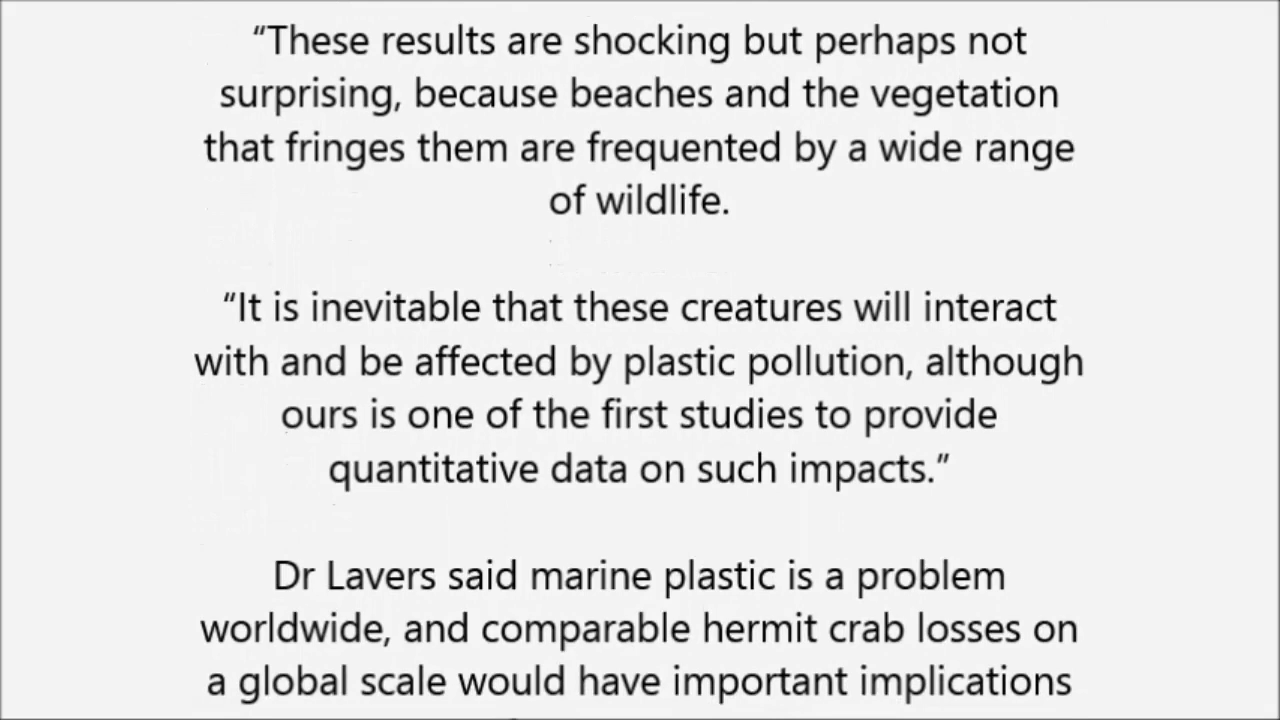 “These results are shocking but perhaps not
surprising, because beaches and the vegetation
that fringes them are frequented by a wide range
of wildlife.
“It is inevitable that these creatures will interact
with and be affected by plastic pollution, although
ours is one of the first studies to provide
quantitative data on such impacts.”
Dr Lavers said marine plastic is a problem
worldwide, and comparable hermit crab losses on
a global scale would have important implications